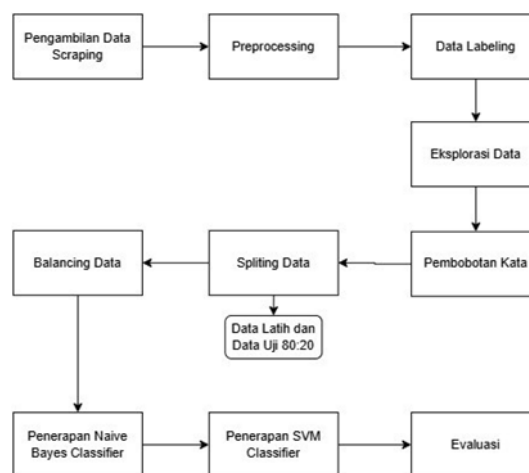 Pengambilan Data
Scraping
Preprocessing
Data Labeling
Eksplorasi Data
Pembobotan Kata
Spliting Data
Balancing Data
Data Latih dan
Data Uji 80:20
Penerapan Naive
Bayes Classifier
Penerapan SVM
Classifier
Evaluasi